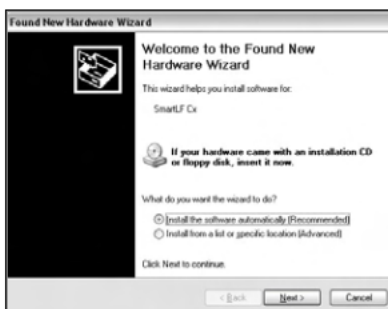 Found New Hardware Wizard
Welcome to the Found New
Hardware Wizard
This wizard helps you install software for:
SmartLF Cx
If your hardware came with an installation CD
or floppy disk, insert it now.
What do you want the wizard to do?
Install the software automatically (Recommended)
Install from a list or specific location (Advanced)
Click Next to continue.
< Back
Next >
Cancel